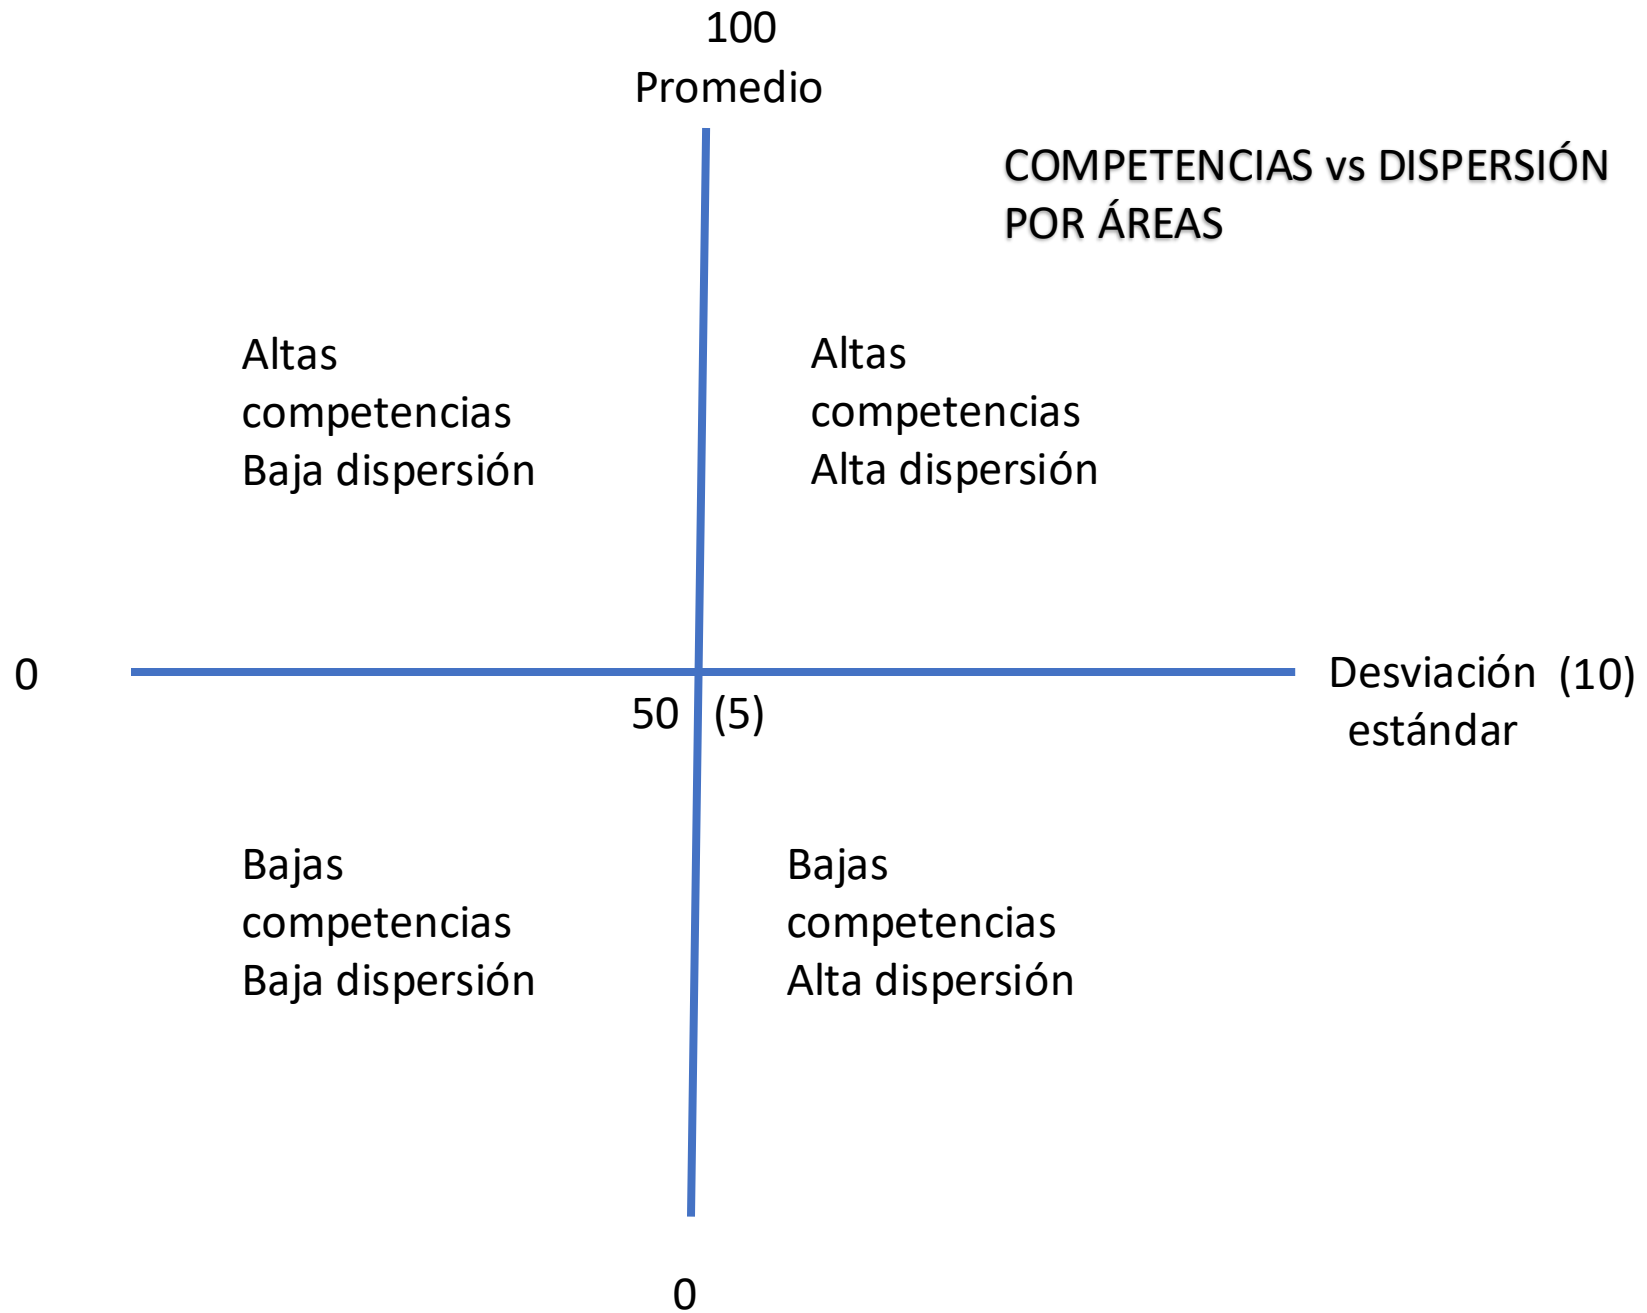 100
Promedio
COMPETENCIAS vs DISPERSIÓN
POR ÁREAS
Altas
competencias
Baja dispersión
Altas
competencias
Alta dispersión
0
Desviación (10)
estándar
50 (5)
Bajas
competencias
Baja dispersión
Bajas
competencias
Alta dispersión
0